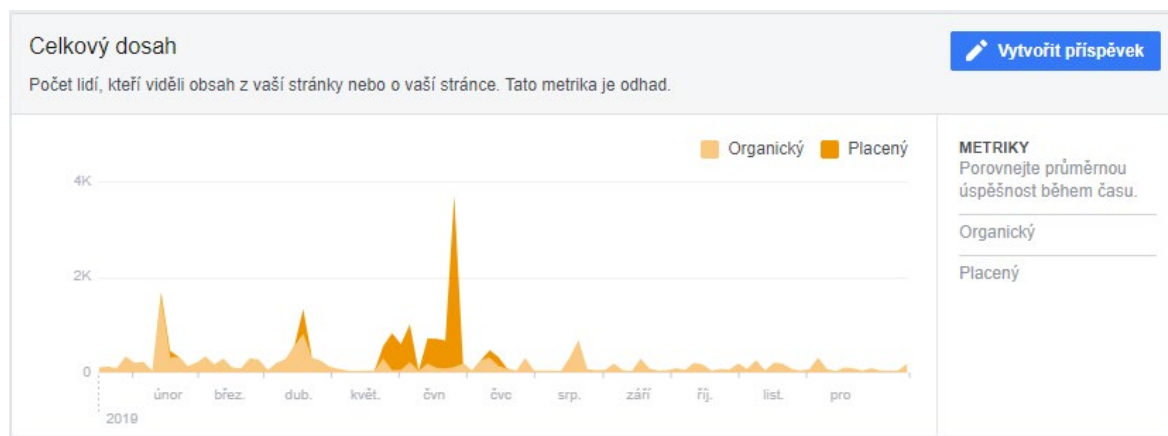 Celkový dosah
Vytvořit příspěvek
Počet lidí, kteří viděli obsah z vaší stránky nebo o vaší stránce. Tato metrika je odhad.
Organický
Placený
METRIKY
Porovnejte průměrnou
úspěšnost během času.
Organický
Placený
4K
2K
0
únor
břez.
dub.
květ.
čvn
čvc
srp.
září
říj.
list.
pro
2019